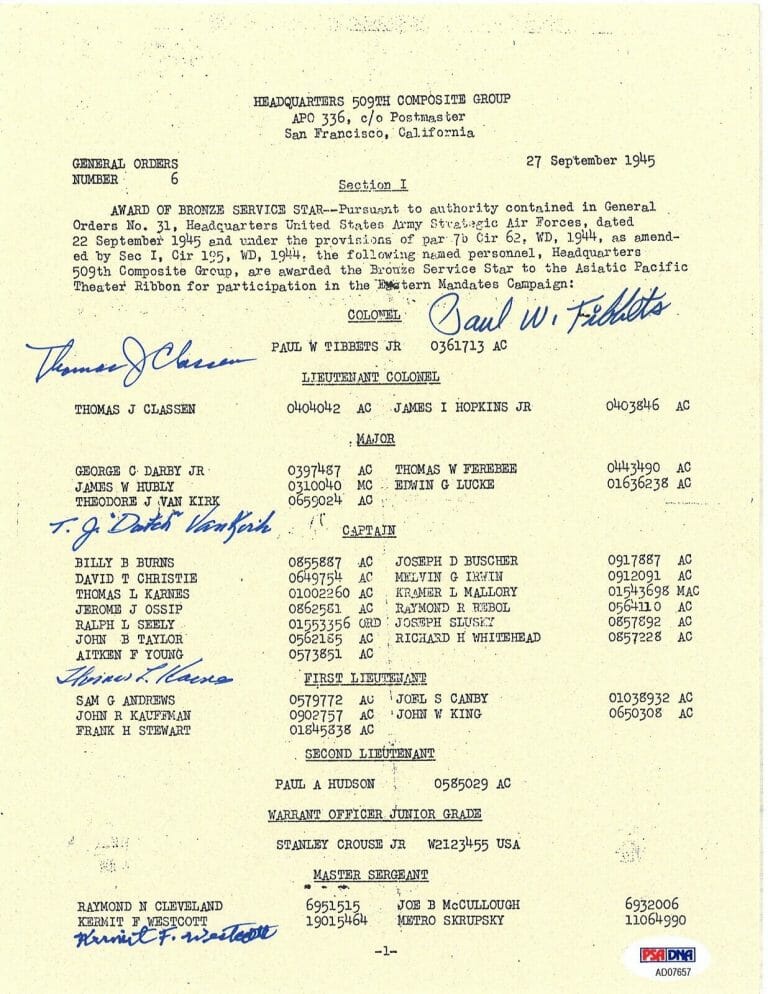 HEADQUARTERS 509TH COMPOSITE GROUP
APO 336, c/o Postmaster
San Francisco, California
GENERAL ORDERS 27 September 1945
NUMBER 6
Section I
AWARD OF BRONZE SERVICE STAR--Pursuant to authority contained in General
Orders No. 31, Headquarters United States Army Strategic Air Forces, dated
22 September 1945 and under the provisions of par 7b Cir 62, WD, 1944, as amend-
ed by Sec I, Cir 195, WD, 1944, the following named personnel, Headquarters
509th Composite Group, are awarded the Bronze Service Star to the Asiatic Pacific
Theater Ribbon for participation in the Eastern Mandates Campaign:
COLONEL Paul W. Tibbets
PAUL W TIBBETS JR 0361713 AC
Thomas J Classen
LIEUTENANT COLONEL
THOMAS J CLASSEN 0404042 AC JAMES I HOPKINS JR 0403846 AC
MAJOR
GEORGE C DARBY JR 0397487 AC THOMAS W FEREBEE 0443490 AC
JAMES W HUBLY 0310040 MC EDWIN G LUCKE 01636238 AC
THEODORE J VAN KIRK 0659024 AC
T. J. "Dutch" VanKirk
CAPTAIN
BILLY B BURNS 0855887 AC JOSEPH D BUSCHER 0917887 AC
DAVID T CHRISTIE 0649754 AC MELVIN G IRWIN 0912091 AC
THOMAS L KARNES 01002260 AC KRAMER L MALLORY 01543698 MAC
JEROME J OSSIP 0862581 AC RAYMOND R REBOL 0564110 AC
RALPH L SEELY 01553356 ORD JOSEPH SLUSKY 0857892 AC
JOHN B TAYLOR 0562185 AC RICHARD H WHITEHEAD 0857228 AC
AITKEN F YOUNG 0573851 AC
Thomas L. Karnes
FIRST LIEUTENANT
SAM G ANDREWS 0579772 AC JOEL S CANBY 01038932 AC
JOHN R KAUFFMAN 0902757 AC JOHN W KING 0650308 AC
FRANK H STEWART 01845838 AC
SECOND LIEUTENANT
PAUL A HUDSON 0585029 AC
WARRANT OFFICER JUNIOR GRADE
STANLEY CROUSE JR W2123455 USA
MASTER SERGEANT
RAYMOND N CLEVELAND 6951515 JOE B McCULLOUGH 6932006
KERMIT F WESTCOTT 19015464 METRO SKRUPSKY 11064990
Kermit F. Westcott
-1-
PSA DNA
AD07657